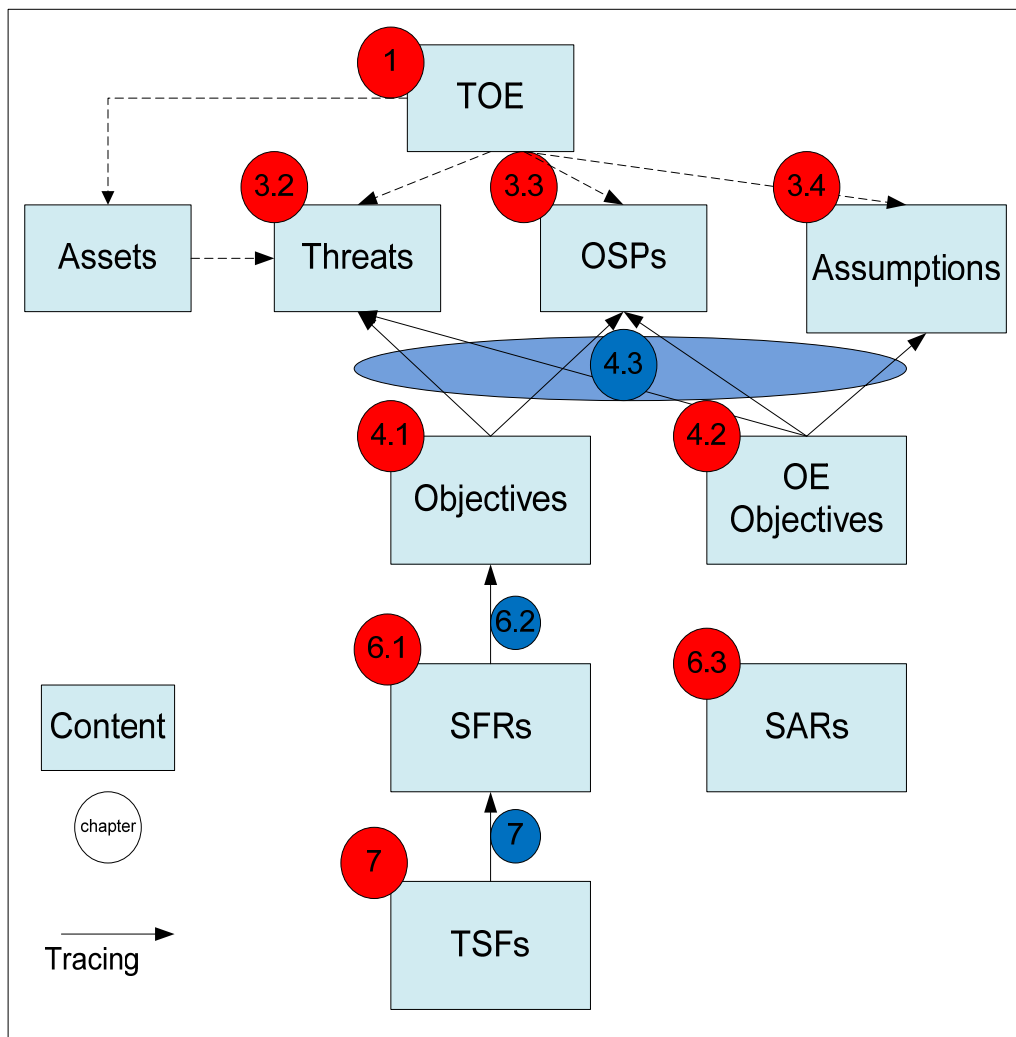 1
TOE
3.2
3.3
3.4
Assets
Threats
OSPs
Assumptions
4.3
4.1
4.2
Objectives
OE
Objectives
6.2
6.1
6.3
SFRs
SARs
Content
chapter
7
7
TSFs
Tracing